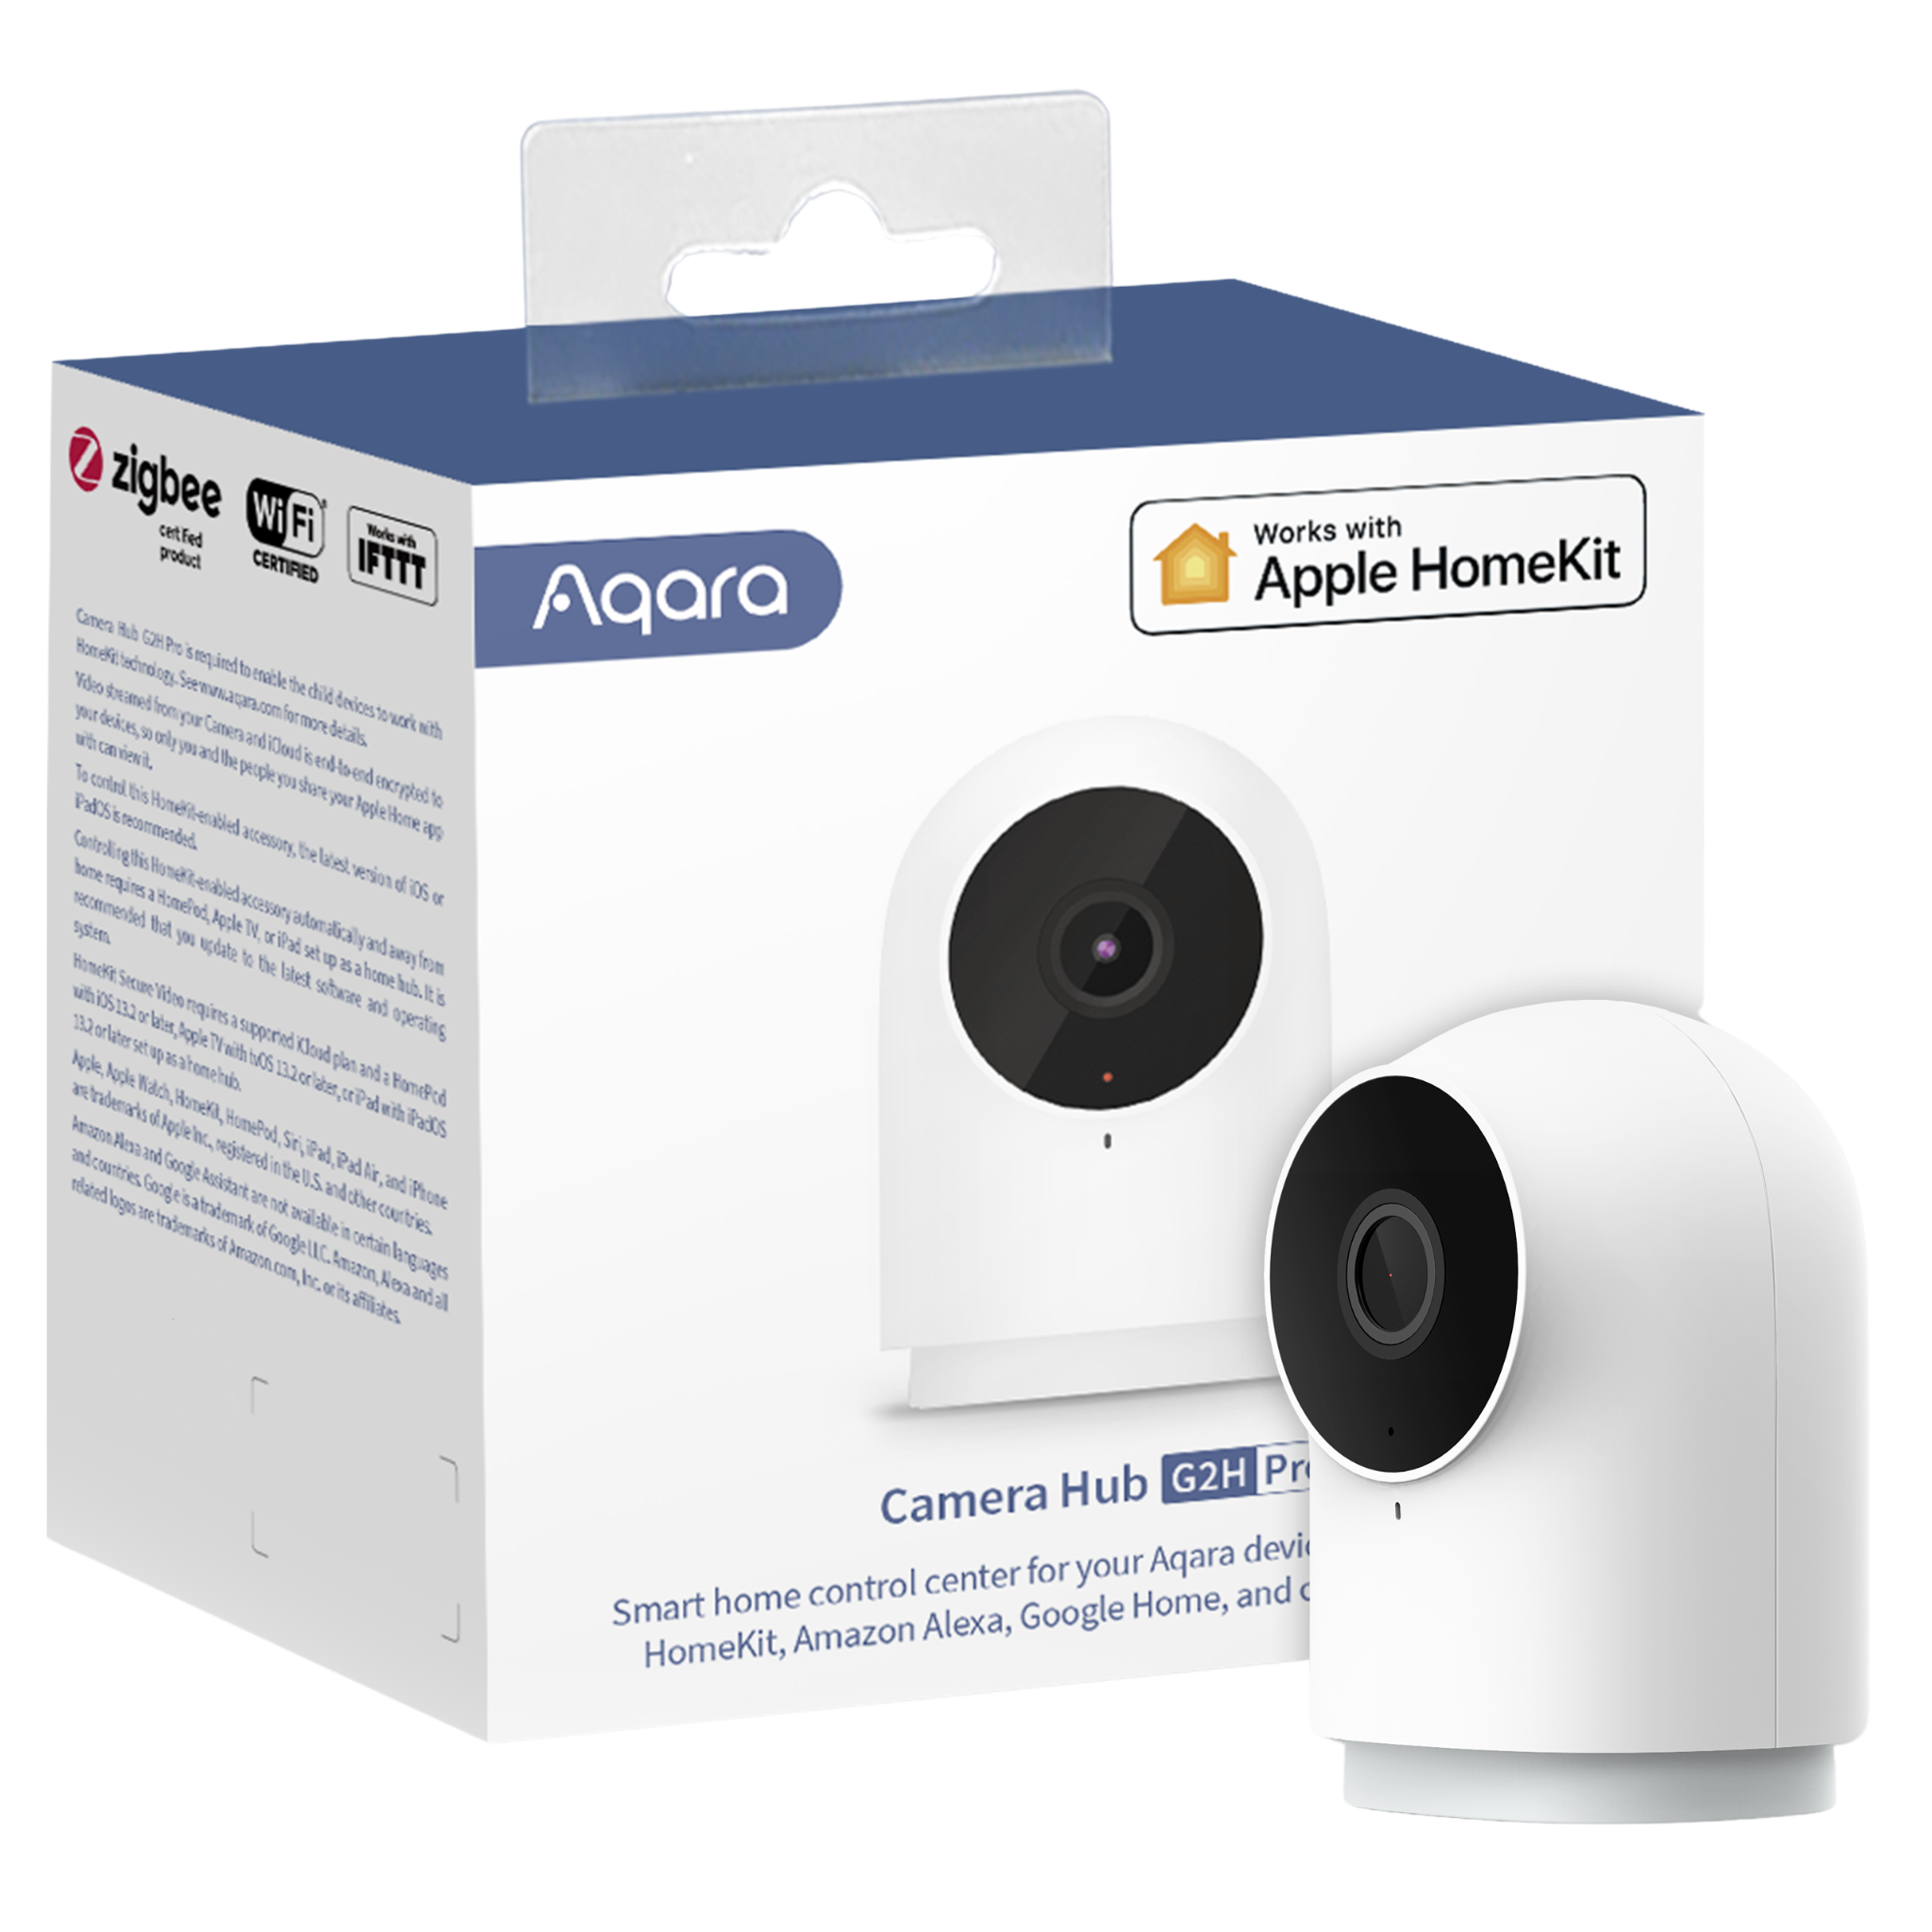 zigbee
certified
product
WiFi
CERTIFIED
Works with
IFTTT
Camera Hub G2H Pro is required to enable the child devices to work with
HomeKit technology. See www.aqara.com for more details.
Video streamed from your Camera and iCloud is end-to-end encrypted to
your devices, so only you and the people you share your Apple Home app
with can view it.
To control this HomeKit-enabled accessory, the latest version of iOS or
iPadOS is recommended.
Controlling this HomeKit-enabled accessory automatically and away from
home requires a HomePod, Apple TV, or iPad set up as a home hub. It is
recommended that you update to the latest software and operating
system.
HomeKit Secure Video requires a supported iCloud plan and a HomePod
with iOS 13.2 or later, Apple TV with tvOS 13.2 or later, or iPad with iPadOS
13.2 or later set up as a home hub.
Apple, Apple Watch, HomeKit, HomePod, Siri, iPad, iPad Air, and iPhone
are trademarks of Apple Inc., registered in the U.S. and other countries.
Amazon Alexa and Google Assistant are not available in certain languages
and countries. Google is a trademark of Google LLC. Amazon, Alexa and all
related logos are trademarks of Amazon.com, Inc. or its affiliates.
Aqara
Works with
Apple HomeKit
Camera Hub G2H Pro
Smart home control center for your Aqara
HomeKit, Amazon Alexa, Google Home, and